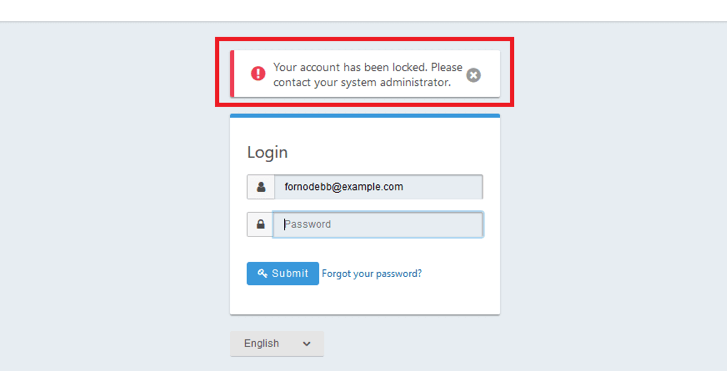 Your account has been locked. Please
contact your system administrator.
Login
fornodebb@example.com
Password
Submit Forgot your password?
English